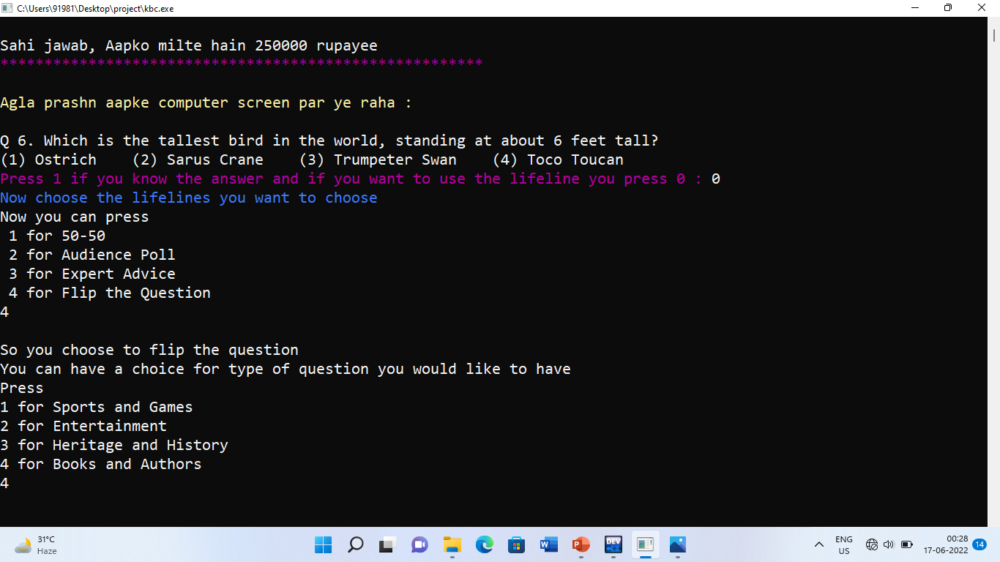 C:\Users\91981\Desktop\project\kbc.exe
Sahi jawab, Aapko milte hain 250000 rupayee
*******************************************************
Agla prashn aapke computer screen par ye raha :
Q 6. Which is the tallest bird in the world, standing at about 6 feet tall?
(1) Ostrich    (2) Sarus Crane    (3) Trumpeter Swan    (4) Toco Toucan
Press 1 if you know the answer and if you want to use the lifeline you press 0 : 0
Now choose the lifelines you want to choose
Now you can press
 1 for 50-50
 2 for Audience Poll
 3 for Expert Advice
 4 for Flip the Question
4
So you choose to flip the question
You can have a choice for type of question you would like to have
Press
1 for Sports and Games
2 for Entertainment
3 for Heritage and History
4 for Books and Authors
4
31°C
Haze
W
P
DEV
ENG
US
00:28
17-06-2022
14